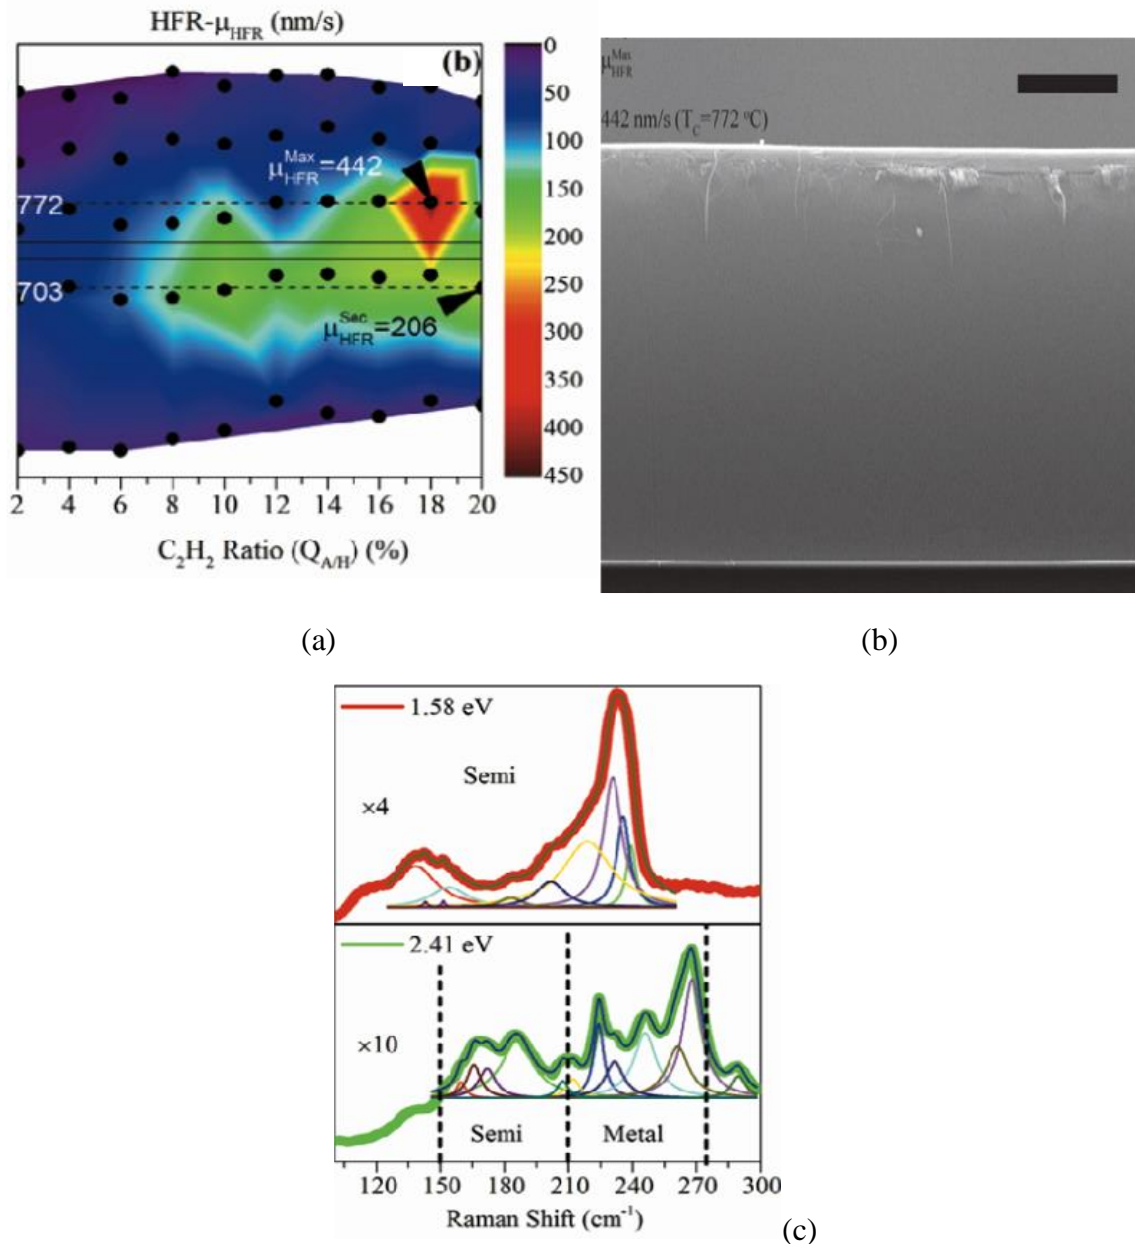 HFR-μHFR (nm/s)
(b)
μHFRMax=442
772
703
μHFRSec=206
0
50
100
150
200
250
300
350
400
450
2 4 6 8 10 12 14 16 18 20
C2H2 Ratio (QA/H) (%)
μHFRMax
442 nm/s (TC=772 ºC)
(a)
(b)
1.58 eV
Semi
×4
2.41 eV
×10
Semi
Metal
120 150 180 210 240 270 300
Raman Shift (cm-1)
(c)